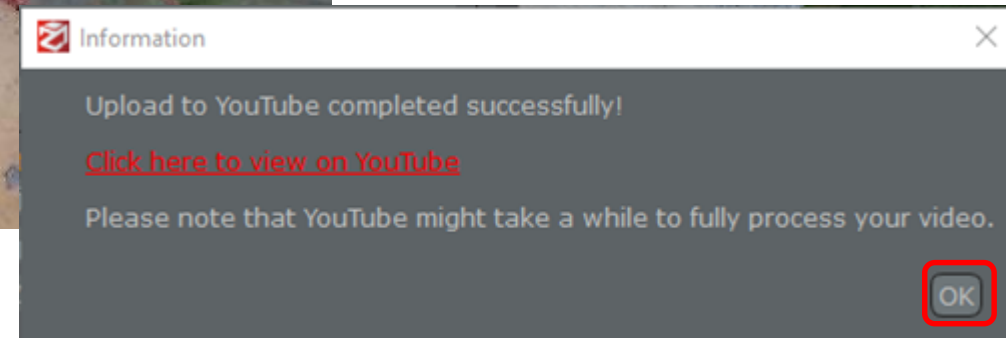 Information
Upload to YouTube completed successfully!
Click here to view on YouTube
Please note that YouTube might take a while to fully process your video.
OK